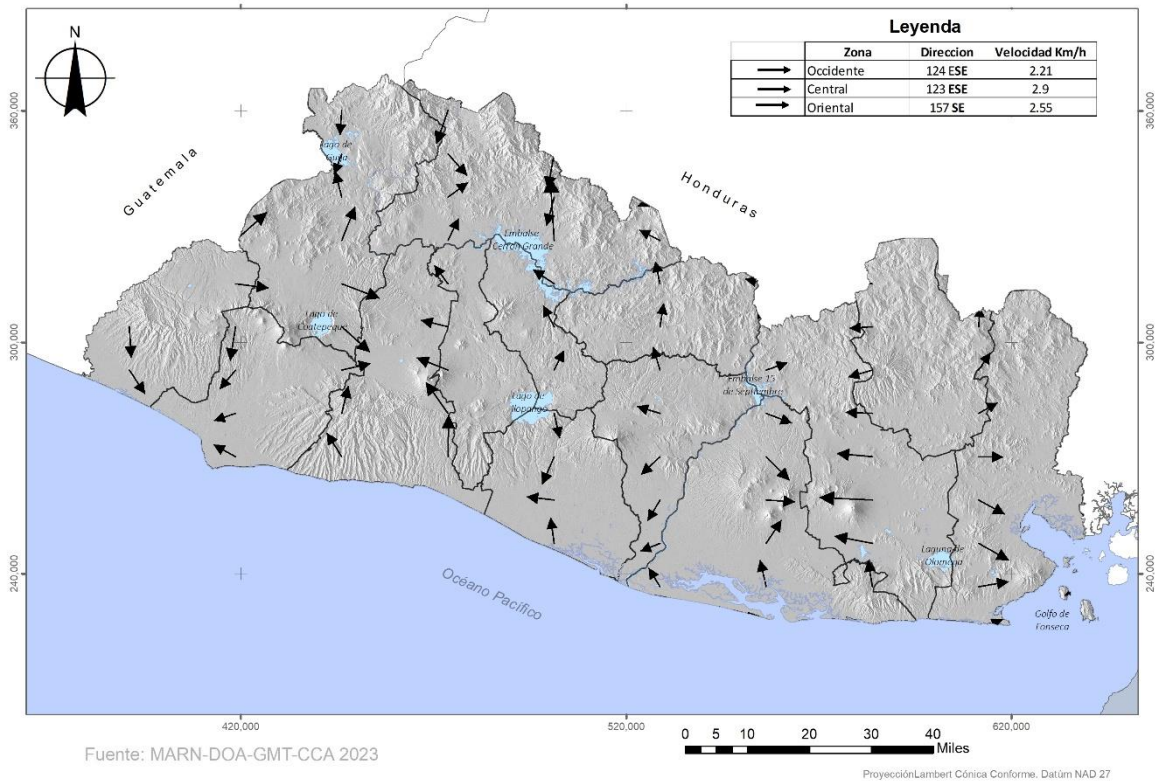 Leyenda
Zona Direccion Velocidad Km/h
Occidente 124 ESE 2.21
Central 123 ESE 2.9
Oriental 157 SE 2.55
N
360,000
300,000
240,000
360,000
300,000
240,000
Guatemala
Honduras
Lago de
Guija
Embalse
Cerron Grande
Lago de
Coatepeque
Lago de
Ilopango
Embalse 15
de Septiembre
Laguna de
Olomega
Golfo de
Fonseca
Océano Pacífico
420,000
520,000
620,000
0 5 10 20 30 40
Miles
Fuente: MARN-DOA-GMT-CCA 2023
ProyecciónLambert Cónica Conforme. Datúm NAD 27